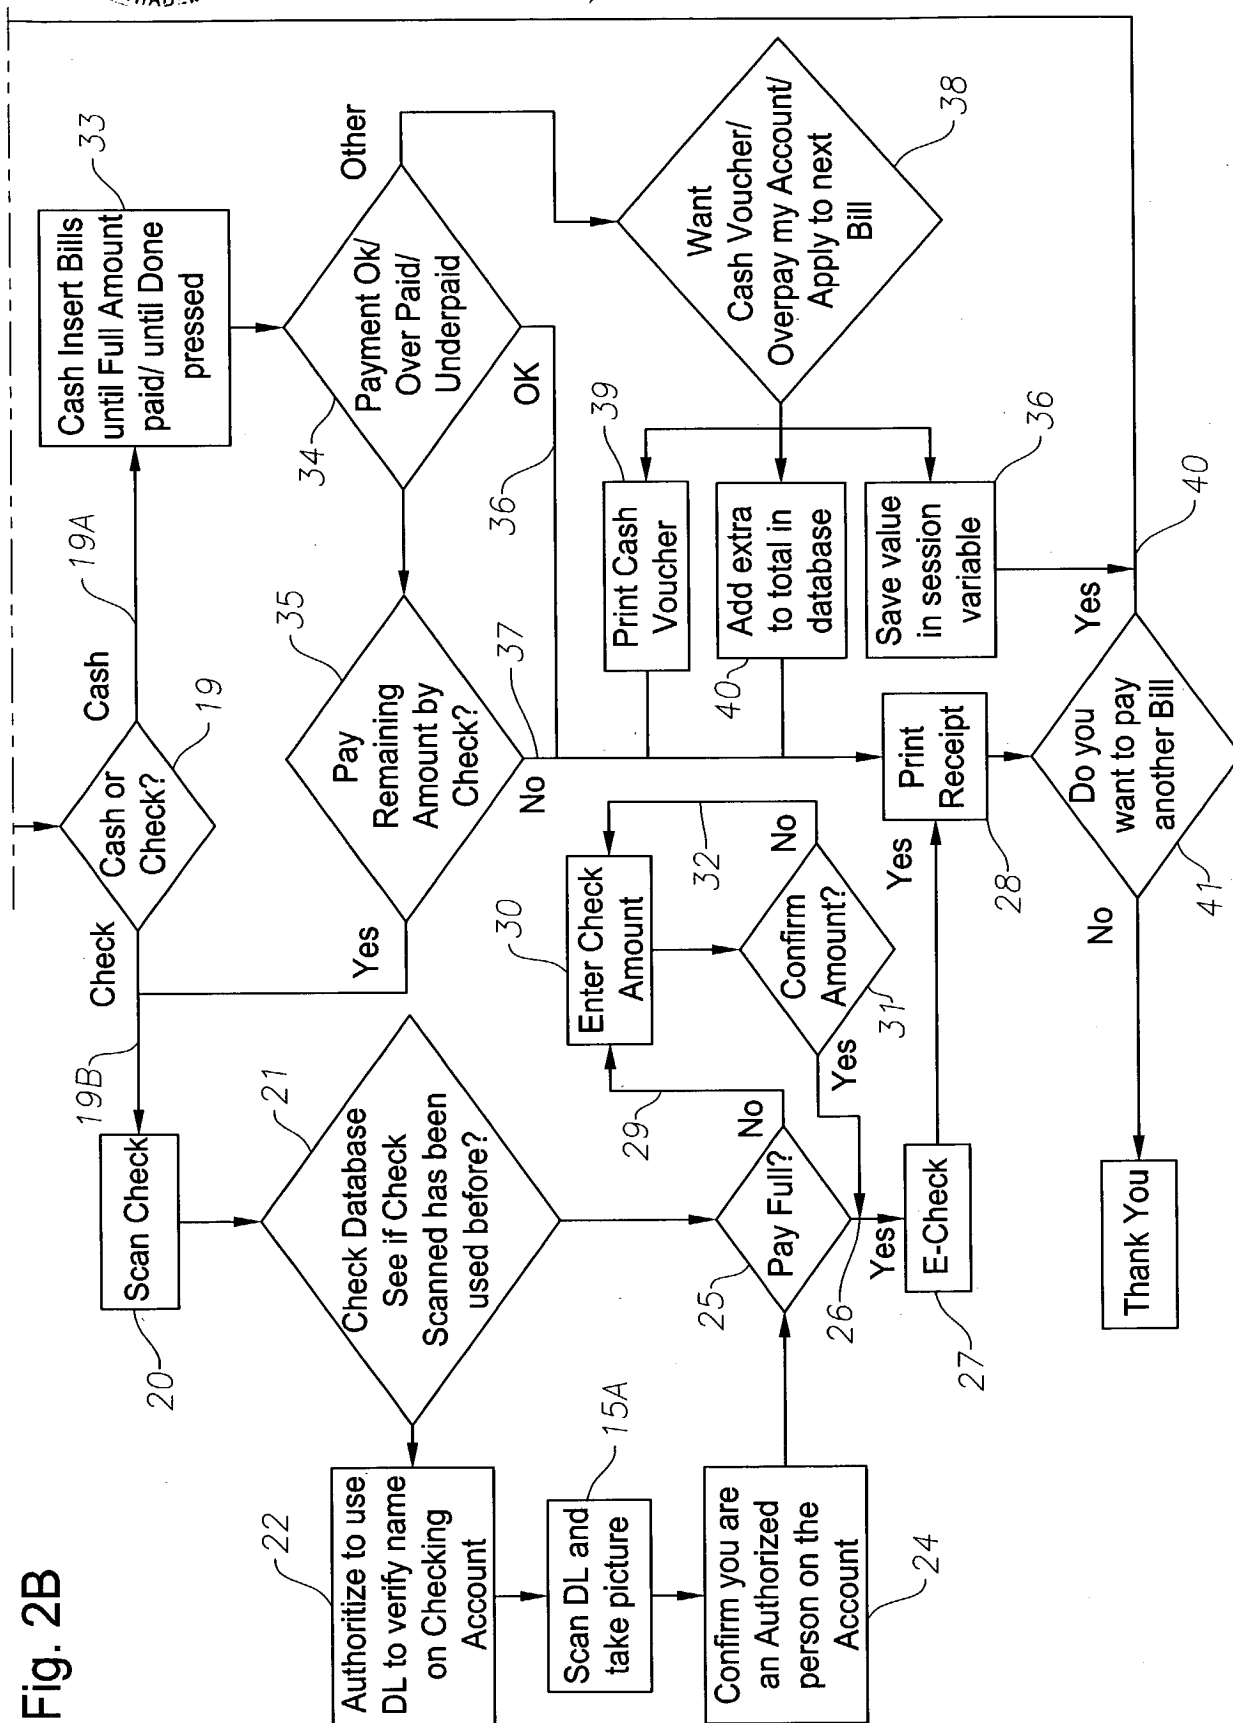 Fig. 2B
Cash or
Check?
19
Cash
19A
Check
19B
Cash Insert Bills
until Full Amount
paid/ until Done
pressed
33
Scan Check
20
Payment Ok/
Over Paid/
Underpaid
34
Other
OK
36
Pay
Remaining
Amount by
Check?
35
Yes
No
37
Want
Cash Voucher/
Overpay my Account/
Apply to next
Bill
38
Check Database
See if Check
Scanned has been
used before?
21
Authoritize to use
DL to verify name
on Checking
Account
22
Scan DL and
take picture
15A
Confirm you are
an Authorized
person on the
Account
24
Pay Full?
25
No
29
Yes
26
Enter Check
Amount
30
Confirm
Amount?
31
No
32
Yes
E-Check
27
Yes
Print Cash
Voucher
39
Add extra
to total in
database
40
Save value
in session
variable
36
Print
Receipt
28
Do you
want to pay
another Bill
41
Yes
40
No
Thank You